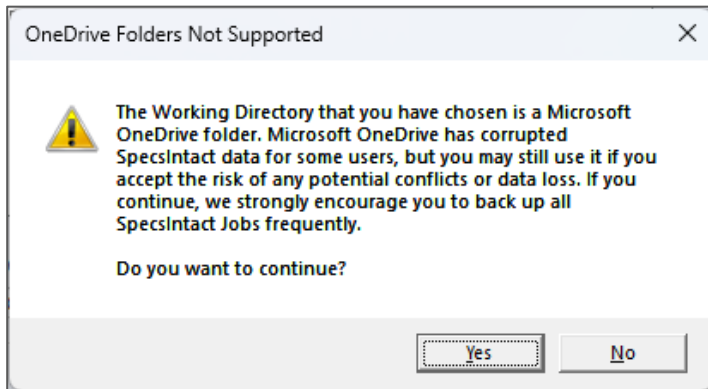 OneDrive Folders Not Supported
The Working Directory that you have chosen is a Microsoft
OneDrive folder. Microsoft OneDrive has corrupted
SpecsIntact data for some users, but you may still use it if you
accept the risk of any potential conflicts or data loss. If you
continue, we strongly encourage you to back up all
SpecsIntact Jobs frequently.
Do you want to continue?
Yes
No